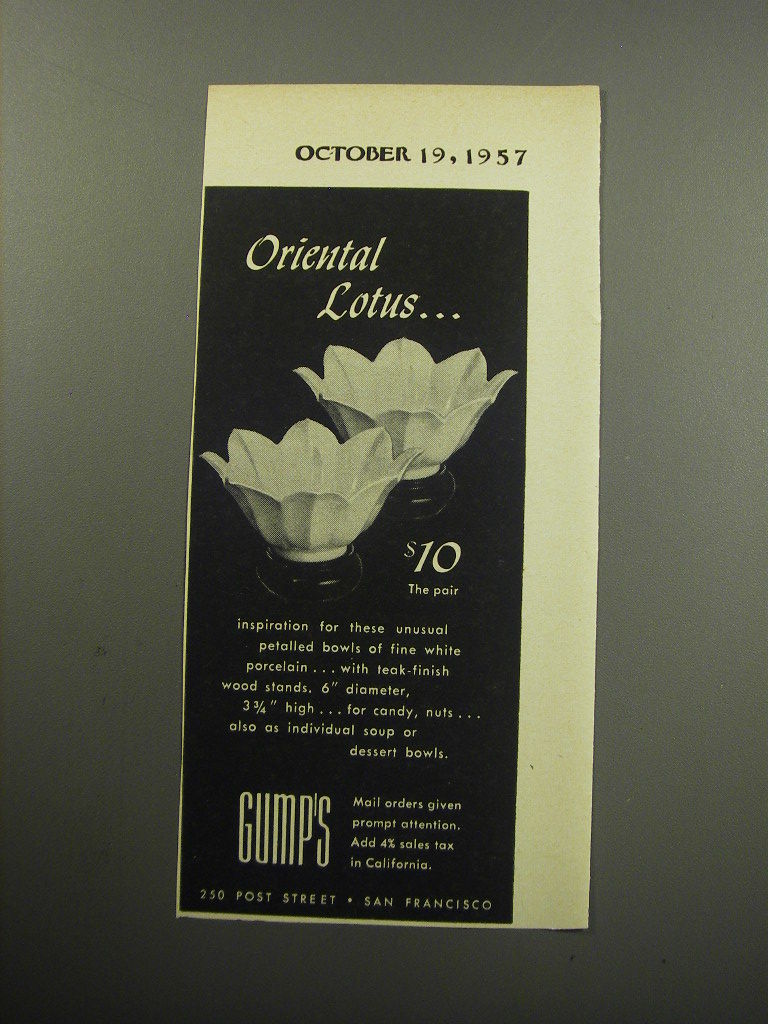 OCTOBER 19, 1957
Oriental
Lotus...
$10
The pair
inspiration for these unusual
petalled bowls of fine white
porcelain . . . with teak-finish
wood stands. 6" diameter,
3 3/4" high . . . for candy, nuts . . .
also as individual soup or
dessert bowls.
GUMP'S
Mail orders given
prompt attention.
Add 4% sales tax
in California.
250 POST STREET • SAN FRANCISCO